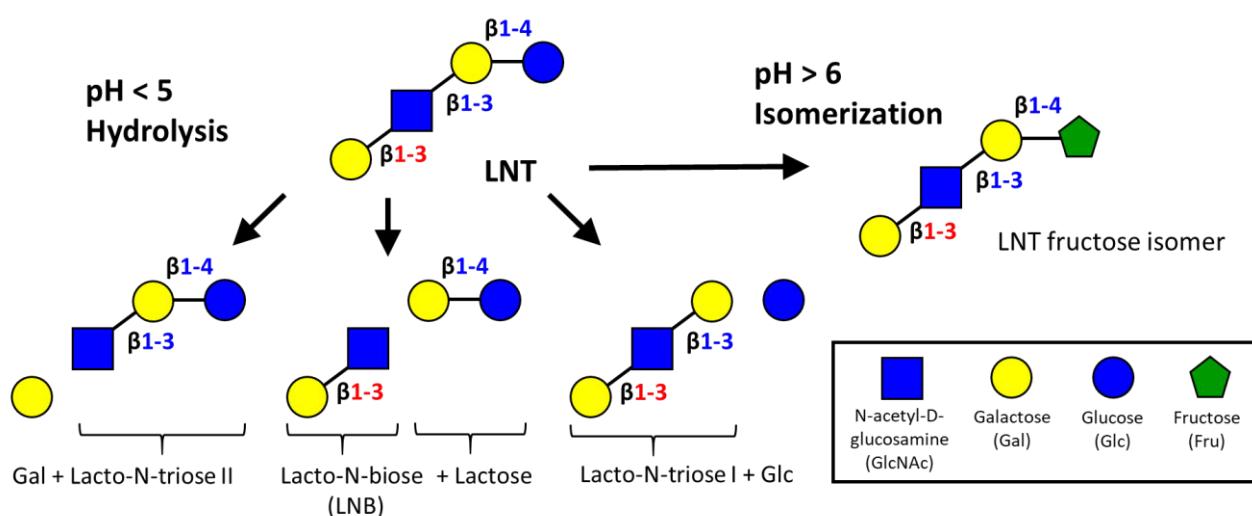 β1-4
pH < 5
Hydrolysis
β1-3
β1-3
LNT
pH > 6
Isomerization
β1-4
β1-3
β1-3
LNT fructose isomer
β1-4
β1-3
Gal + Lacto-N-triose II
β1-4
β1-3
Lacto-N-biose + Lactose
(LNB)
β1-3
β1-3
Lacto-N-triose I + Glc
N-acetyl-D-
glucosamine
(GlcNAc)
Galactose
(Gal)
Glucose
(Glc)
Fructose
(Fru)